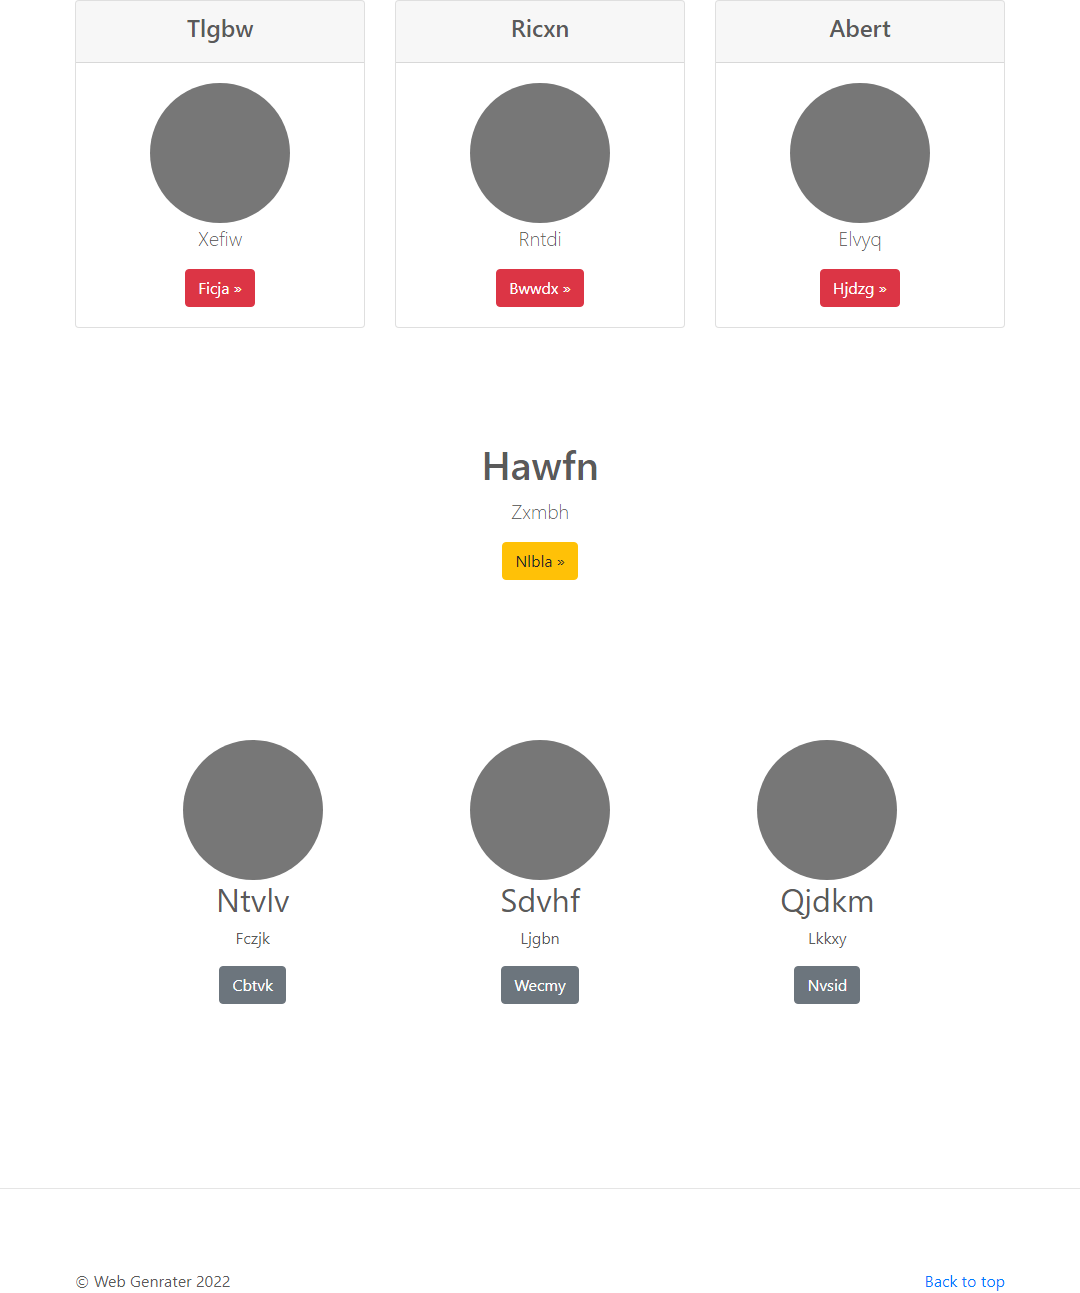 Tlgbw
Ricxn
Abert
Xefiw
Rntdi
Elvyq
Ficja »
Bwwdx »
Hjdzg »
Hawfn
Zxmbh
Nlbla »
Ntvlv
Sdvhf
Qjdkm
Fczjk
Ljgbn
Lkkxy
Cbtvk
Wecmy
Nvsid
© Web Genrater 2022
Back to top